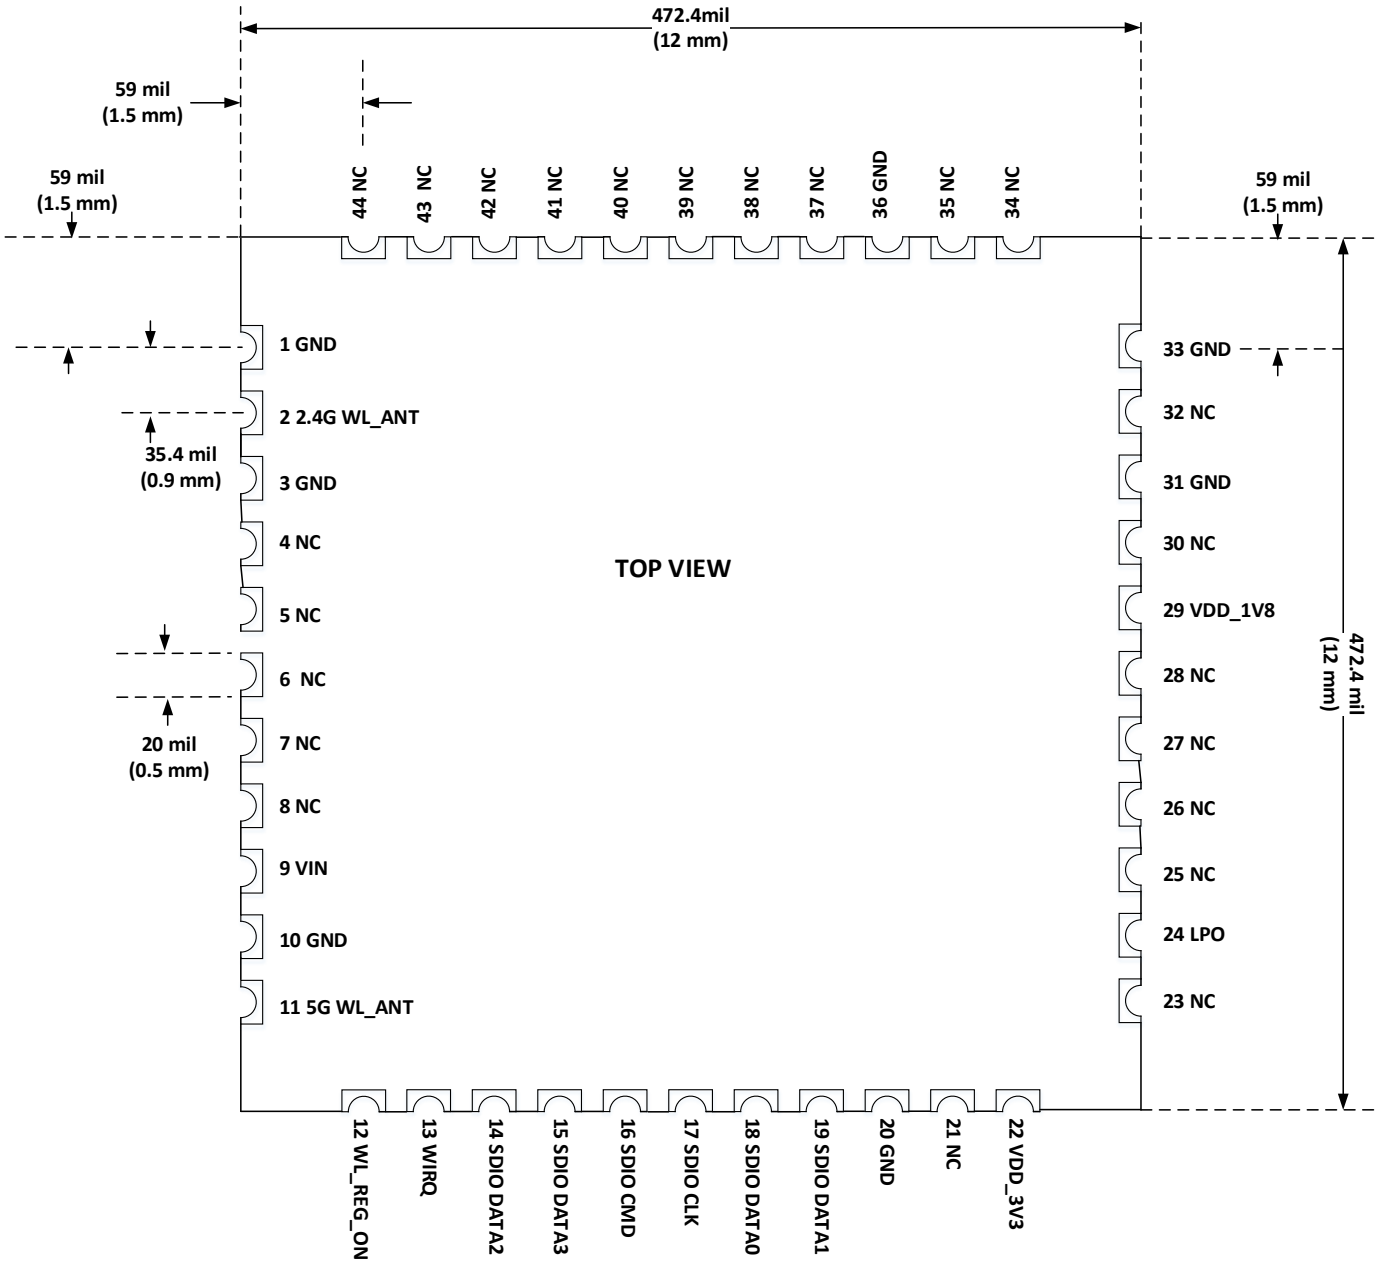 472.4mil
(12 mm)
59 mil
(1.5 mm)
59 mil
(1.5 mm)
59 mil
(1.5 mm)
44 NC
43 NC
42 NC
41 NC
40 NC
39 NC
38 NC
37 NC
36 GND
35 NC
34 NC
1 GND
2 2.4G WL_ANT
35.4 mil
(0.9 mm)
3 GND
4 NC
5 NC
6 NC
20 mil
(0.5 mm)
7 NC
8 NC
9 VIN
10 GND
11 5G WL_ANT
TOP VIEW
33 GND
32 NC
31 GND
30 NC
29 VDD_1V8
28 NC
27 NC
26 NC
25 NC
24 LPO
23 NC
472.4 mil
(12 mm)
12 WL_REG_ON
13 WIRQ
14 SDIO DATA2
15 SDIO DATA3
16 SDIO CMD
17 SDIO CLK
18 SDIO DATA0
19 SDIO DATA1
20 GND
21 NC
22 VDD_3V3